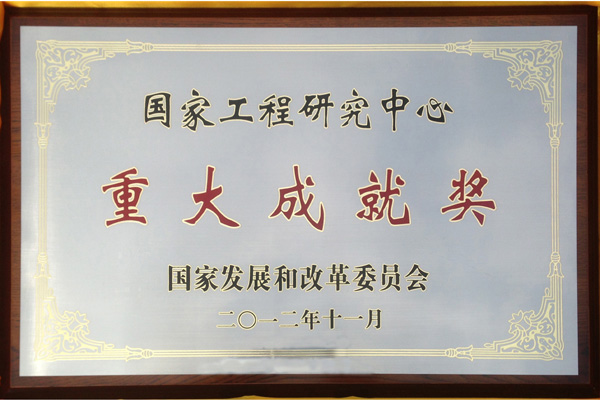 国家工程研究中心
重大成就奖
国家发展和改革委员会
二〇一二年十一月